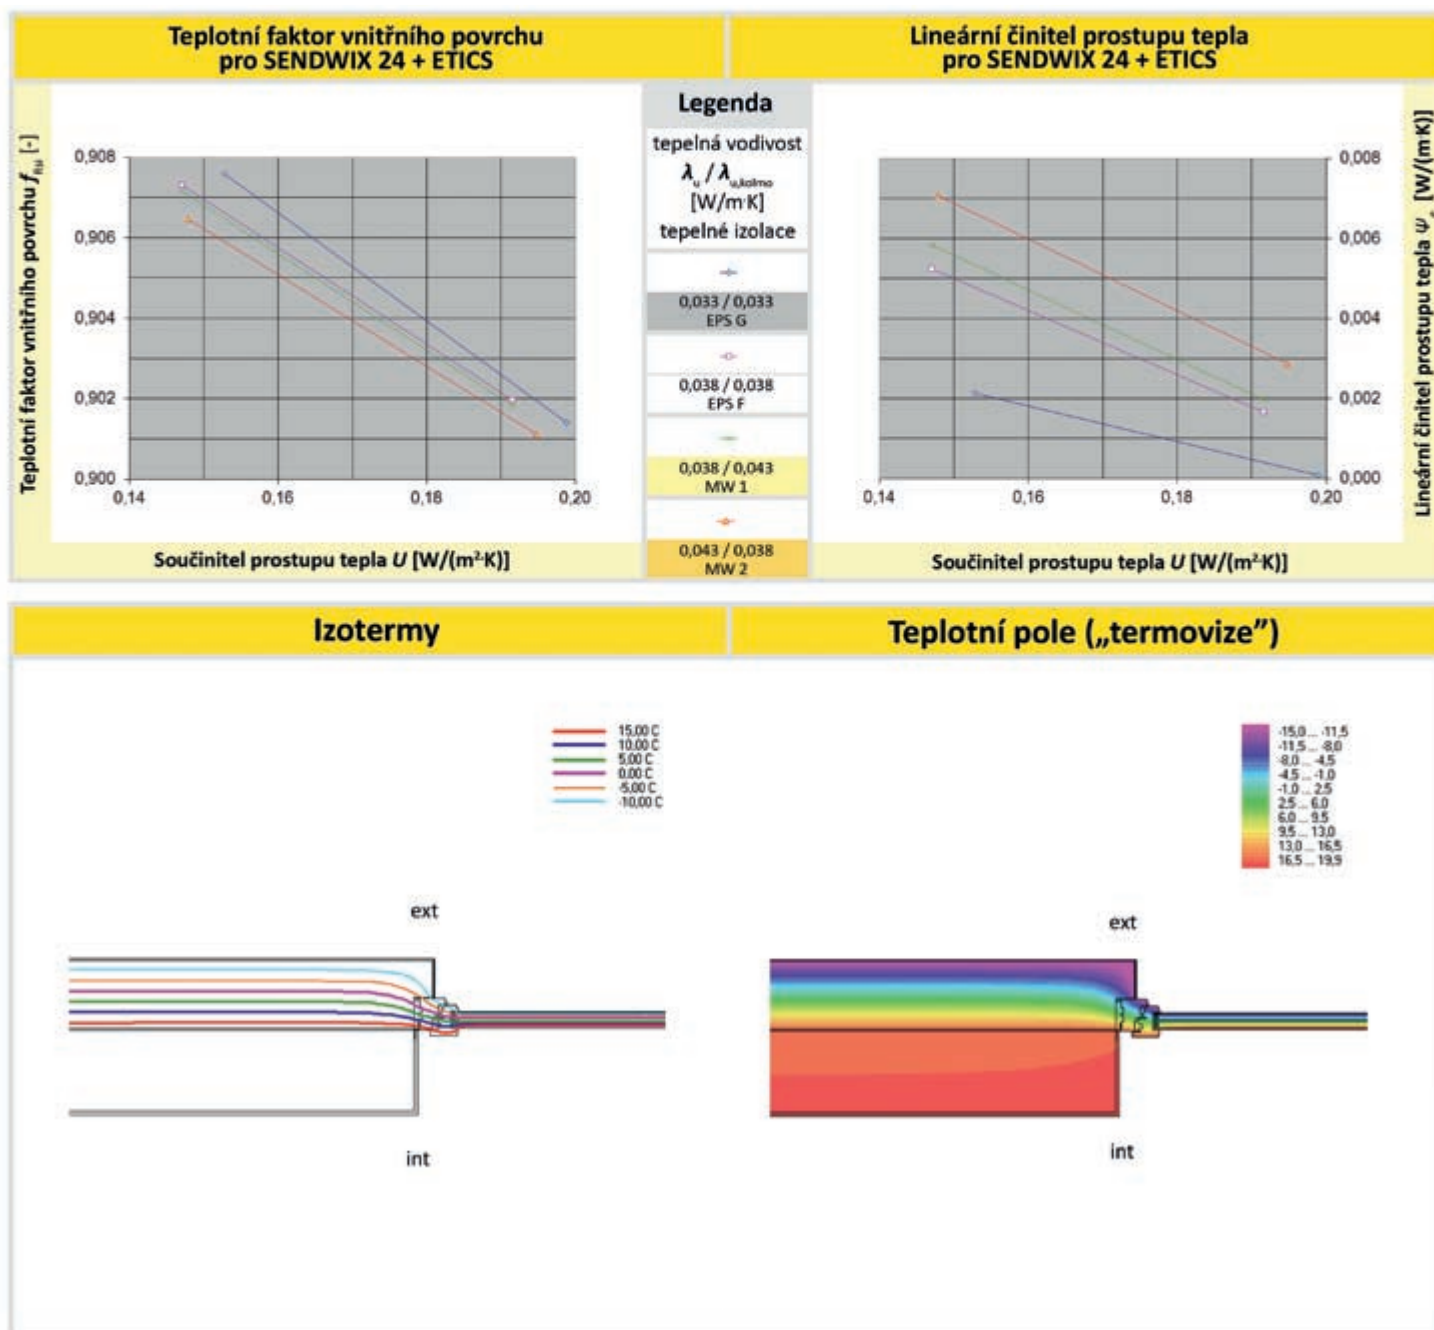 Teplotní faktor vnitřního povrchu
pro SENDWIX 24 + ETICS
Lineární činitel prostupu tepla
pro SENDWIX 24 + ETICS
Teplotní faktor vnitřního povrchu f [-]
0,908
0,906
0,904
0,902
0,900
0,14
0,16
0,18
0,20
Součinitel prostupu tepla U [W/(m²·K)]
Legenda
tepelná vodivost
λu / λu,kolmo
[W/m·K]
tepelné izolace
0,033 / 0,033
EPS G
0,038 / 0,038
EPS F
0,038 / 0,043
MW 1
0,043 / 0,038
MW 2
0,008
0,006
0,004
0,002
0,000
0,14
0,16
0,18
0,20
Lineární činitel prostupu tepla Ψ [W/(m·K)]
Součinitel prostupu tepla U [W/(m²·K)]
Izotermy
Teplotní pole („termovize”)
15,00 C
10,00 C
5,00 C
0,00 C
-5,00 C
-10,00 C
ext
int
-15,0 ... -11,5
-11,5 ... -8,0
-8,0 ... -4,5
-4,5 ... -1,0
-1,0 ... 2,5
2,5 ... 6,0
6,0 ... 9,5
9,5 ... 13,0
13,0 ... 16,5
16,5 ... 19,9
ext
int